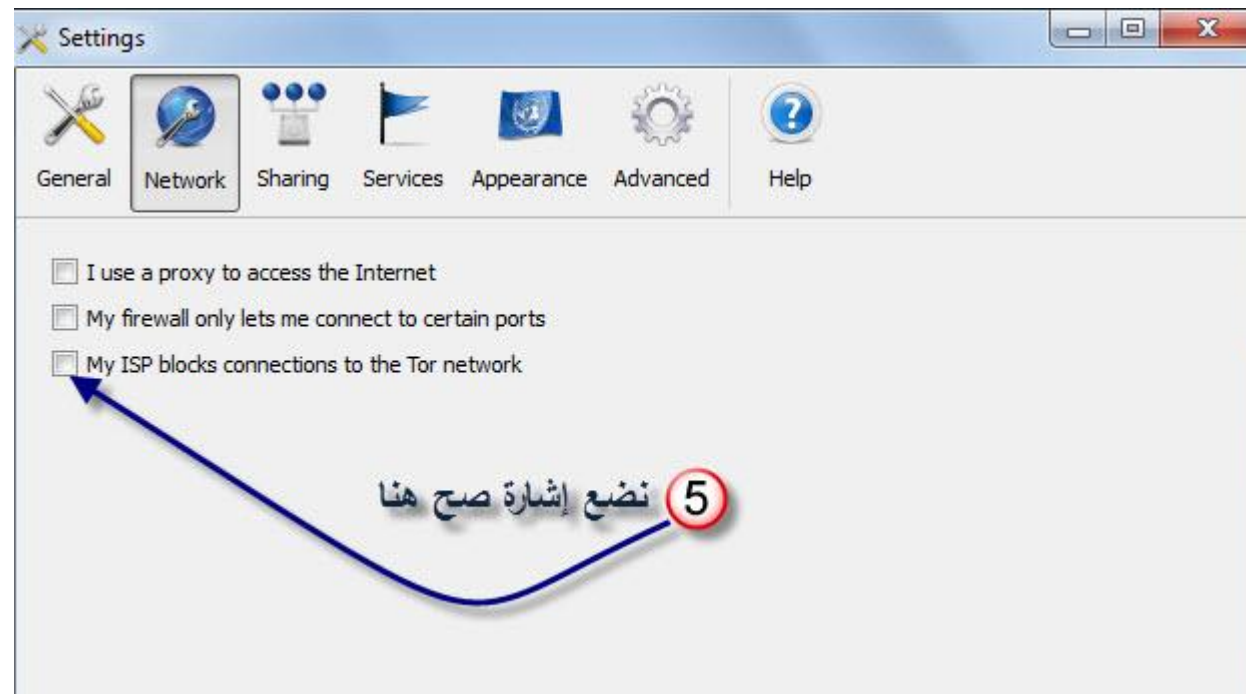 Settings
General Network Sharing Services Appearance Advanced Help
I use a proxy to access the Internet
My firewall only lets me connect to certain ports
My ISP blocks connections to the Tor network
5 نضع إشارة صح هنا